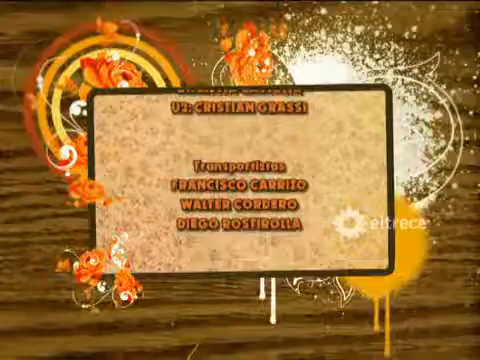 U2: CRISTIAN GRASSI
Transportistas
FRANCISCO CARRIZO
WALTER CORDERO
DIEGO ROSTIROLLA
eltrece